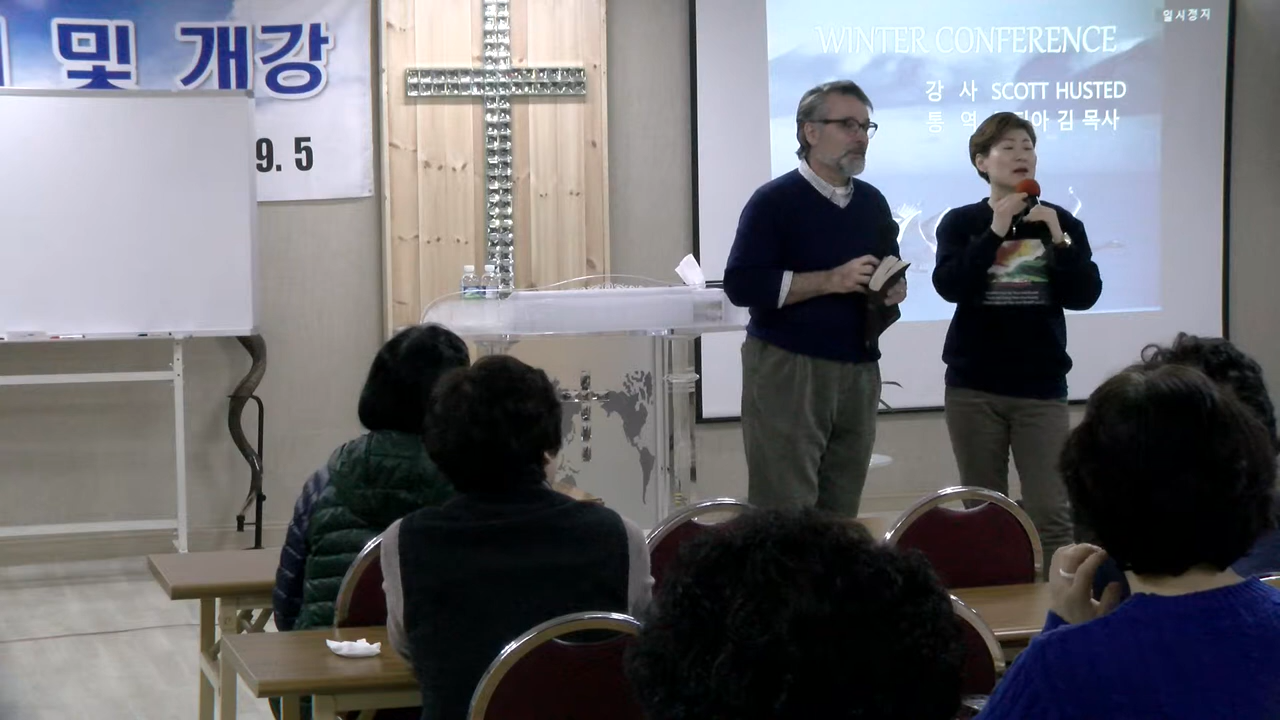 및 개강
9. 5
일시정지
WINTER CONFERENCE
강 사 SCOTT HUSTED
통 역 김 목사